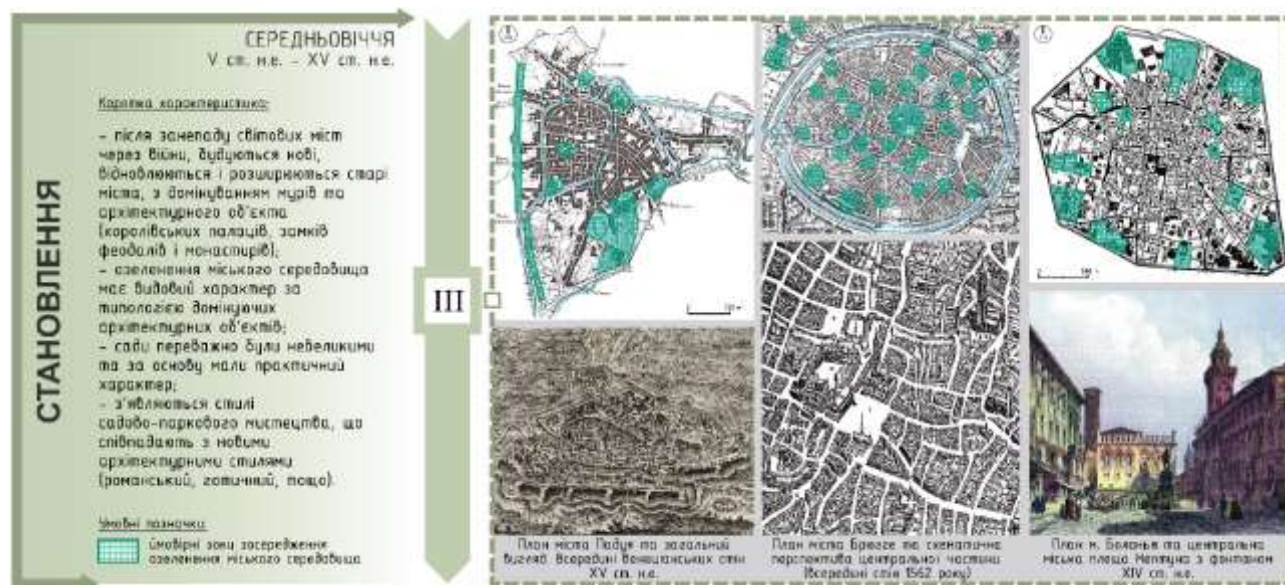 СТАНОВЛЕННЯ
СЕРЕДНЬОВІЧЧЯ
V ст. н.е. - XV ст. н.е.
Коротка характеристика:
- після занепаду світових міст
через війни, будуються нові,
відновлюються і розширюються старі
міста, з домінуванням мурів та
архітектурного об'єкта
(королівських палаців, замків
феодалів і монастирів);
- озеленення міського середовища
має видовий характер за
типологією домінуючих
архітектурних об'єктів;
- сади переважно були невеликими
та за основу мали практичний
характер;
- з'являються стилі
садово-паркового мистецтва, що
співпадають з новими
архітектурними стилями
(романський, готичний, тощо).
Умовні позначки
ймовірні зони зосередження
озеленення міського середовища
III
План міста Падуя та загальний
вигляд. Всередині венеціанських стін
XV ст. н.е.
План міста Брюгге та схематична
перспектива центральної частини
(всередині стін 1562 року)
План м. Болонья та центральна
міська площа Нептуна з фонтаном
XIV ст. н.е.